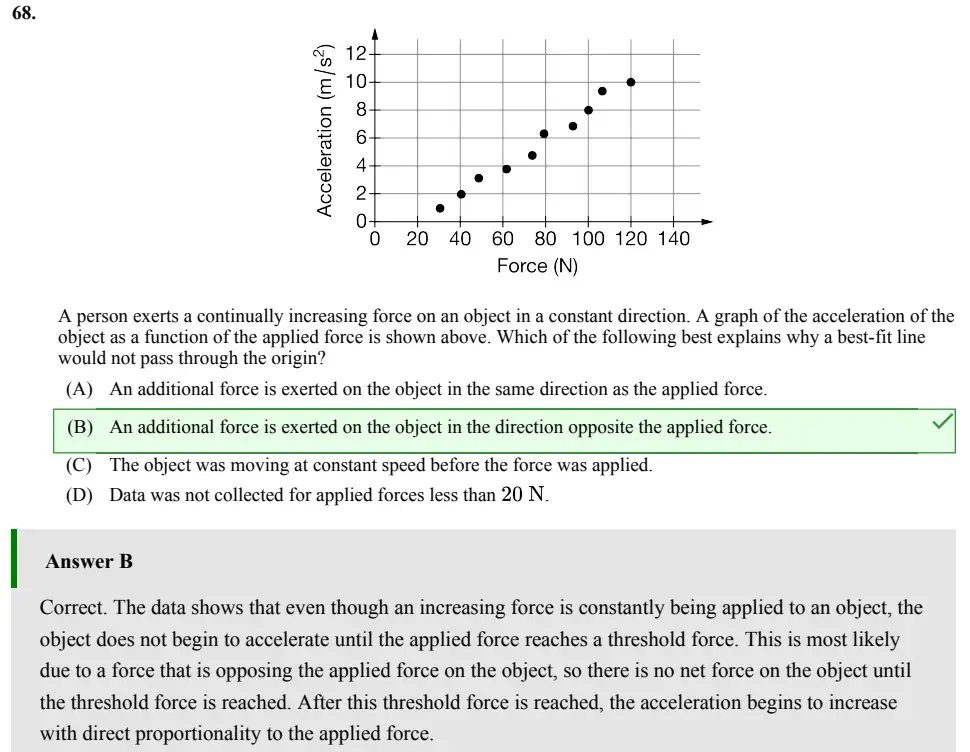 68.
Acceleration (m/s²)
12
10
8
6
4
2
0
0 20 40 60 80 100 120 140
Force (N)
A person exerts a continually increasing force on an object in a constant direction. A graph of the acceleration of the
object as a function of the applied force is shown above. Which of the following best explains why a best-fit line
would not pass through the origin?
(A) An additional force is exerted on the object in the same direction as the applied force.
(B) An additional force is exerted on the object in the direction opposite the applied force.
(C) The object was moving at constant speed before the force was applied.
(D) Data was not collected for applied forces less than 20 N.
Answer B
Correct. The data shows that even though an increasing force is constantly being applied to an object, the
object does not begin to accelerate until the applied force reaches a threshold force. This is most likely
due to a force that is opposing the applied force on the object, so there is no net force on the object until
the threshold force is reached. After this threshold force is reached, the acceleration begins to increase
with direct proportionality to the applied force.